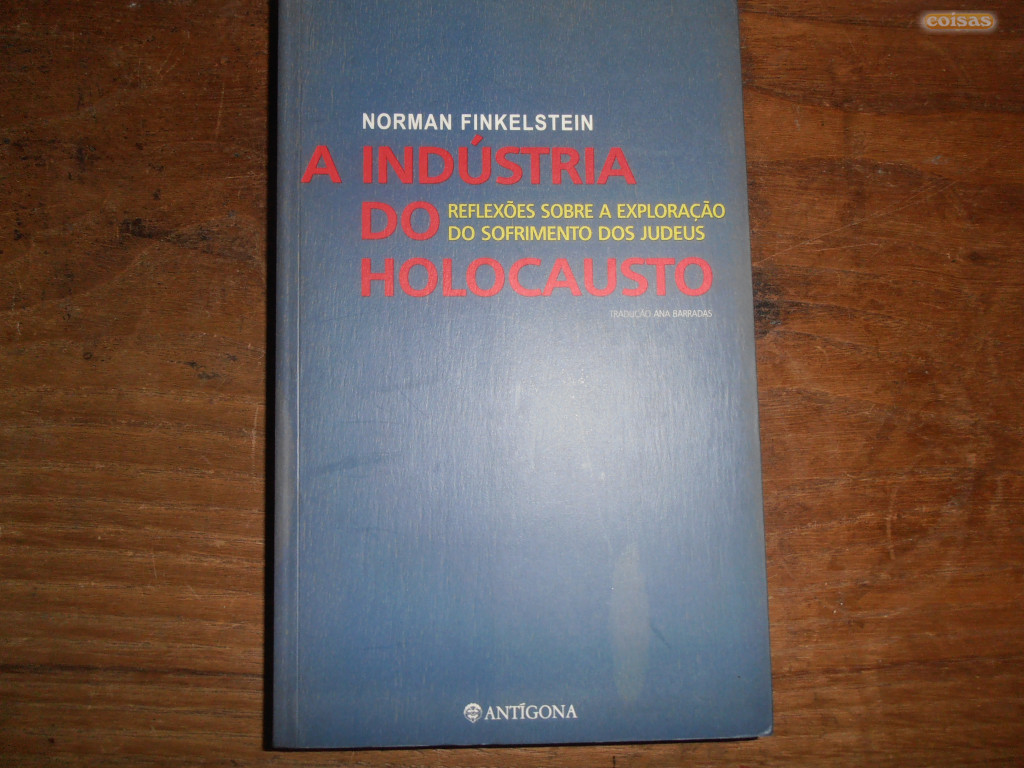 coisas
NORMAN FINKELSTEIN
A INDÚSTRIA
DO
REFLEXÕES SOBRE A EXPLORAÇÃO
DO SOFRIMENTO DOS JUDEUS
HOLOCAUSTO
TRADUÇÃO ANA BARRADAS
ANTÍGONA